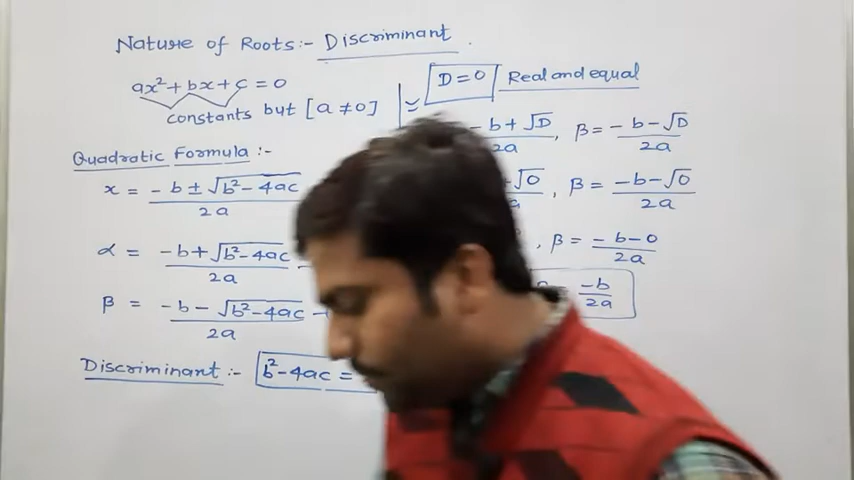 Nature of Roots:- Discriminant
ax²+bx+c=0
constants but [a≠0]
Quadratic Formula :-
x = -b ± √b²-4ac / 2a
α = -b+√b²-4ac / 2a
β = -b-√b²-4ac / 2a
Discriminant :- b²-4ac =
D=0 Real and equal
-b+√D / 2a, β = -b-√D / 2a
+√0, β = -b-√0 / 2a
, β = -b-0 / 2a
-b / 2a